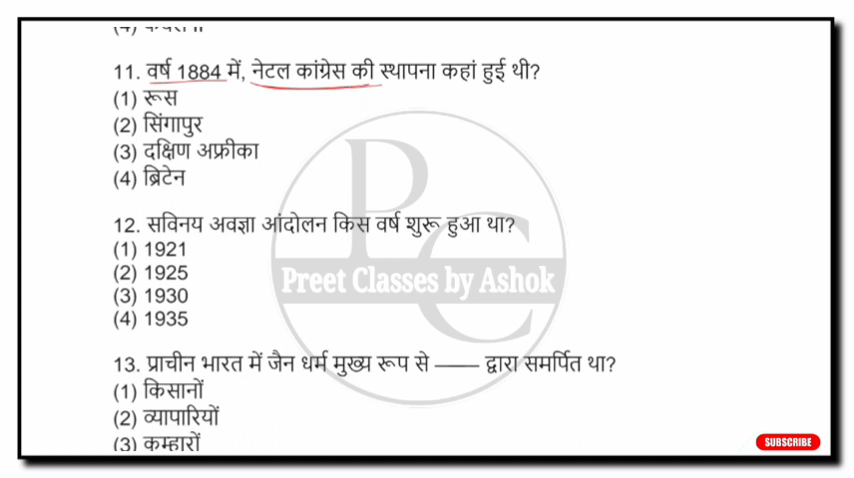 11. वर्ष 1884 में, नेटल कांग्रेस की स्थापना कहां हुई थी?
(1) रूस
(2) सिंगापुर
(3) दक्षिण अफ्रीका
(4) ब्रिटेन
12. सविनय अवज्ञा आंदोलन किस वर्ष शुरू हुआ था?
(1) 1921
(2) 1925
(3) 1930
(4) 1935
PC
Preet Classes by Ashok
13. प्राचीन भारत में जैन धर्म मुख्य रूप से —— द्वारा समर्पित था?
(1) किसानों
(2) व्यापारियों
(3) कुम्हारों
SUBSCRIBE